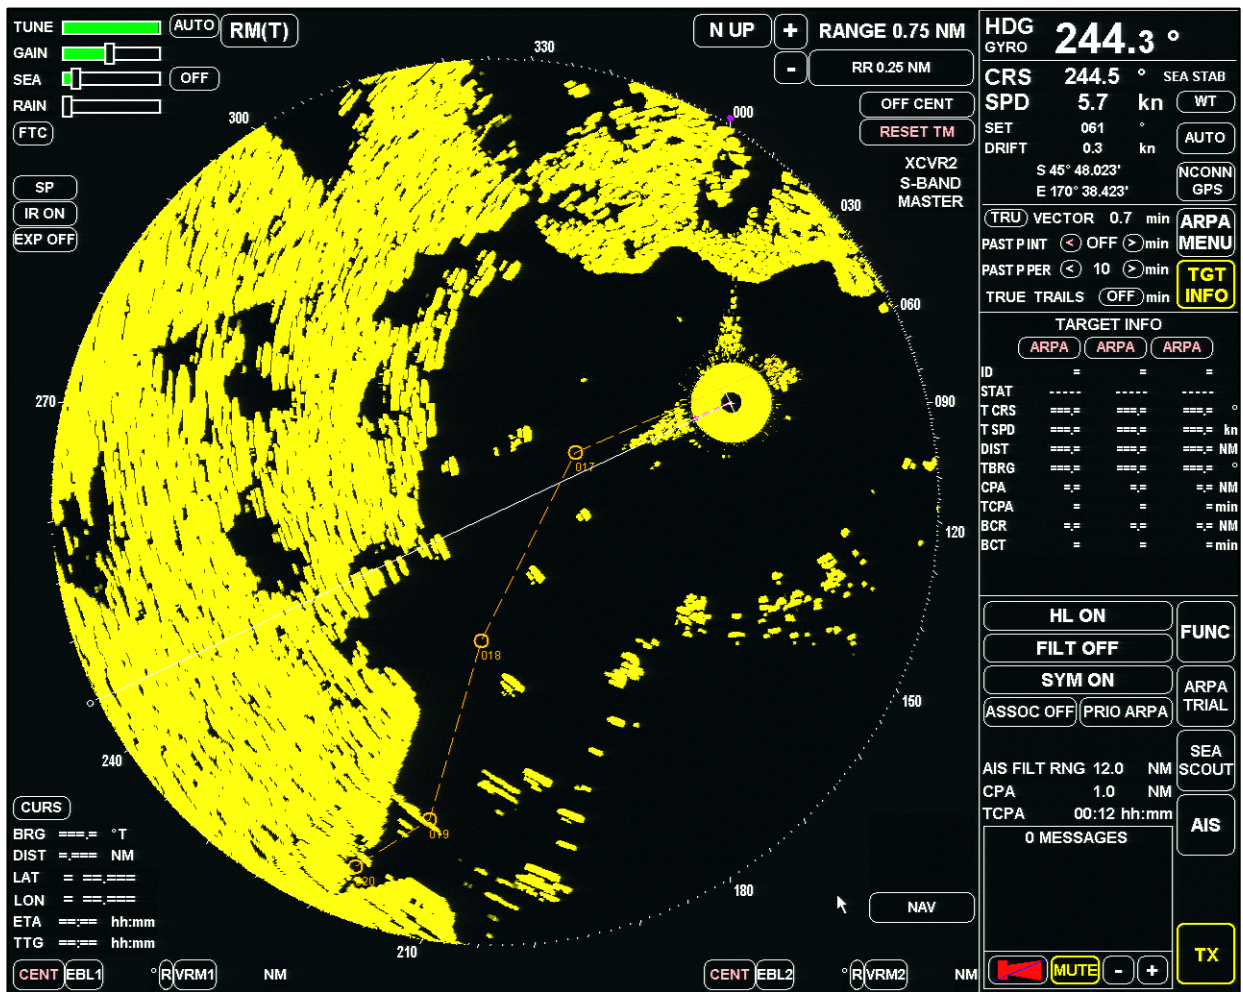 TUNE AUTO RM(T) N UP + RANGE 0.75 NM
GAIN
SEA OFF - RR 0.25 NM
RAIN
FTC
OFF CENT
RESET TM
XCVR2
S-BAND
MASTER
SP
IR ON
EXP OFF
330
300
000
030
270
060
090
120
240
150
210
180
017
018
019
020
HDG
GYRO 244.3 °
CRS 244.5 ° SEA STAB
SPD 5.7 kn WT
SET 061 °
DRIFT 0.3 kn AUTO
S 45° 48.023'
E 170° 38.423'
NCONN
GPS
TRU VECTOR 0.7 min
PAST P INT < OFF > min
PAST P PER < 10 > min
TRUE TRAILS OFF min
ARPA
MENU
TGT
INFO
TARGET INFO
ARPA ARPA ARPA
ID = = =
STAT ----- ----- -----
T CRS ===.= ===.= ===.= °
T SPD ===.= ===.= ===.= kn
DIST ===.= ===.= ===.= NM
TBRG ===.= ===.= ===.= °
CPA =.= =.= =.= NM
TCPA = = = min
BCR =.= =.= =.= NM
BCT = = = min
HL ON
FILT OFF
SYM ON
ASSOC OFF PRIO ARPA
FUNC
ARPA
TRIAL
SEA
SCOUT
AIS
AIS FILT RNG 12.0 NM
CPA 1.0 NM
TCPA 00:12 hh:mm
0 MESSAGES
TX
MUTE - +
CURS
BRG ===.= °T
DIST =.=== NM
LAT = ==.===
LON = ==.===
ETA ==:== hh:mm
TTG ==:== hh:mm
NAV
CENT EBL1 ° R VRM1 NM
CENT EBL2 ° R VRM2 NM